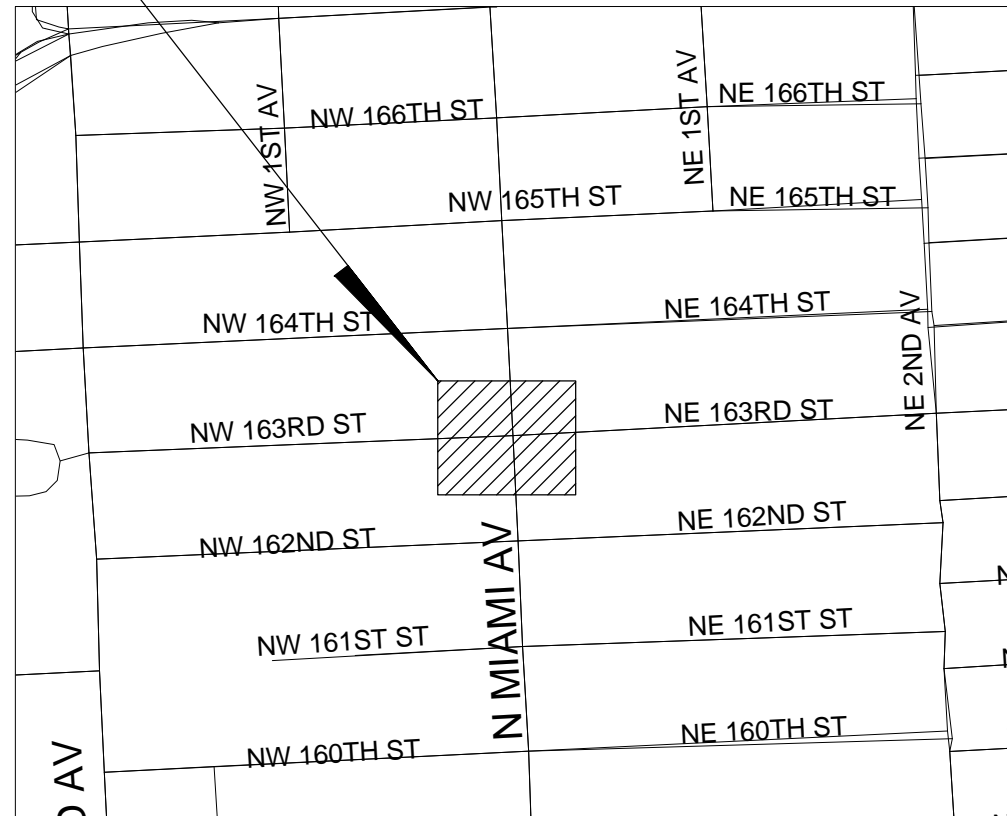 NW 1ST AV
NE 1ST AV
NW 166TH ST
NE 166TH ST
NW 165TH ST
NE 165TH ST
NW 164TH ST
NE 164TH ST
NE 2ND AV
NW 163RD ST
NE 163RD ST
NW 162ND ST
NE 162ND ST
N MIAMI AV
NW 161ST ST
NE 161ST ST
NW 160TH ST
NE 160TH ST
AV